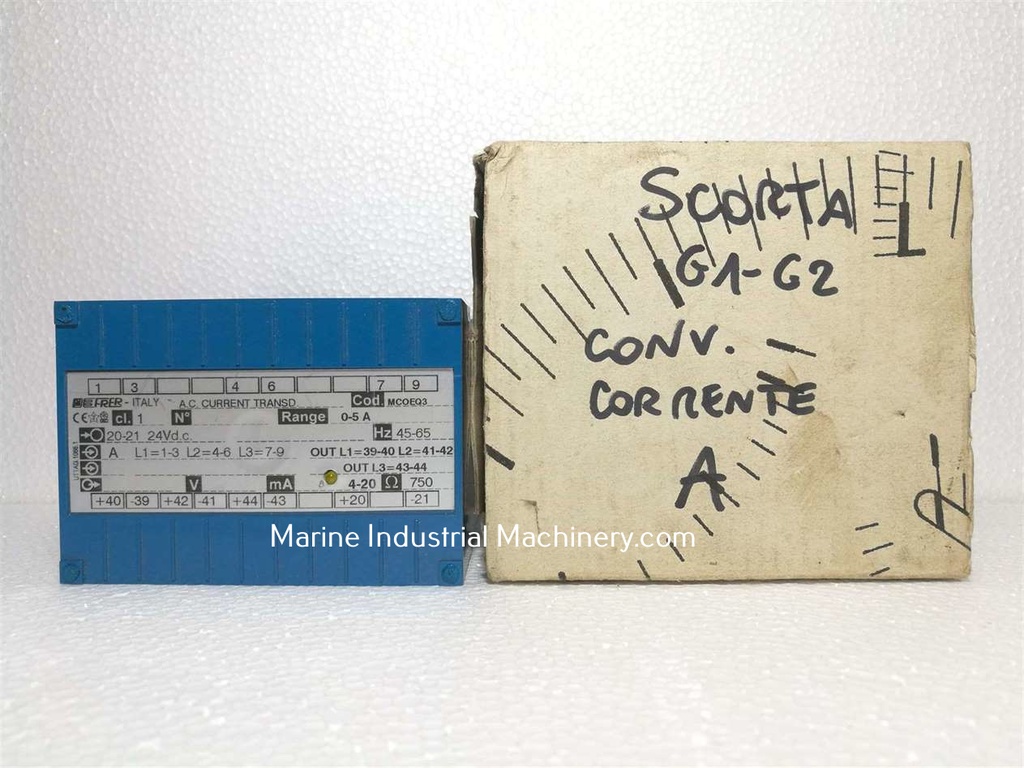 1 3 4 6 7 9
- ITALY - A.C. CURRENT TRANSD Cod. MCOEQ3
CE cl. 1 N° Range 0-5 A
20-21 24Vd.c. Hz 45-65
A L1=1-3 L2=4-6 L3=7-9 OUT L1=39-40 L2=41-42
OUT L3=43-44
V mA 4-20 Ω 750
+40 -39 +42 -41 +44 -43 +20 -21
SCORTA
G1-G2
CONV.
CORRENTE
A
Marine Industrial Machinery.com